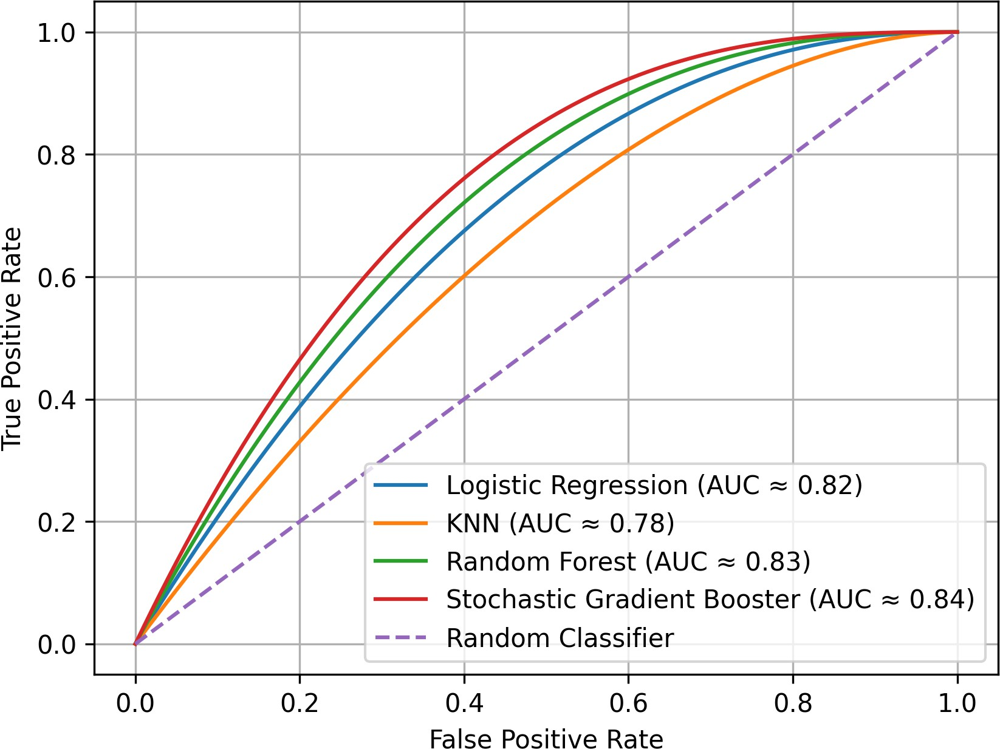 1.0
0.8
0.6
0.4
0.2
0.0
True Positive Rate
Logistic Regression (AUC ≈ 0.82)
KNN (AUC ≈ 0.78)
Random Forest (AUC ≈ 0.83)
Stochastic Gradient Booster (AUC ≈ 0.84)
Random Classifier
0.0 0.2 0.4 0.6 0.8 1.0
False Positive Rate